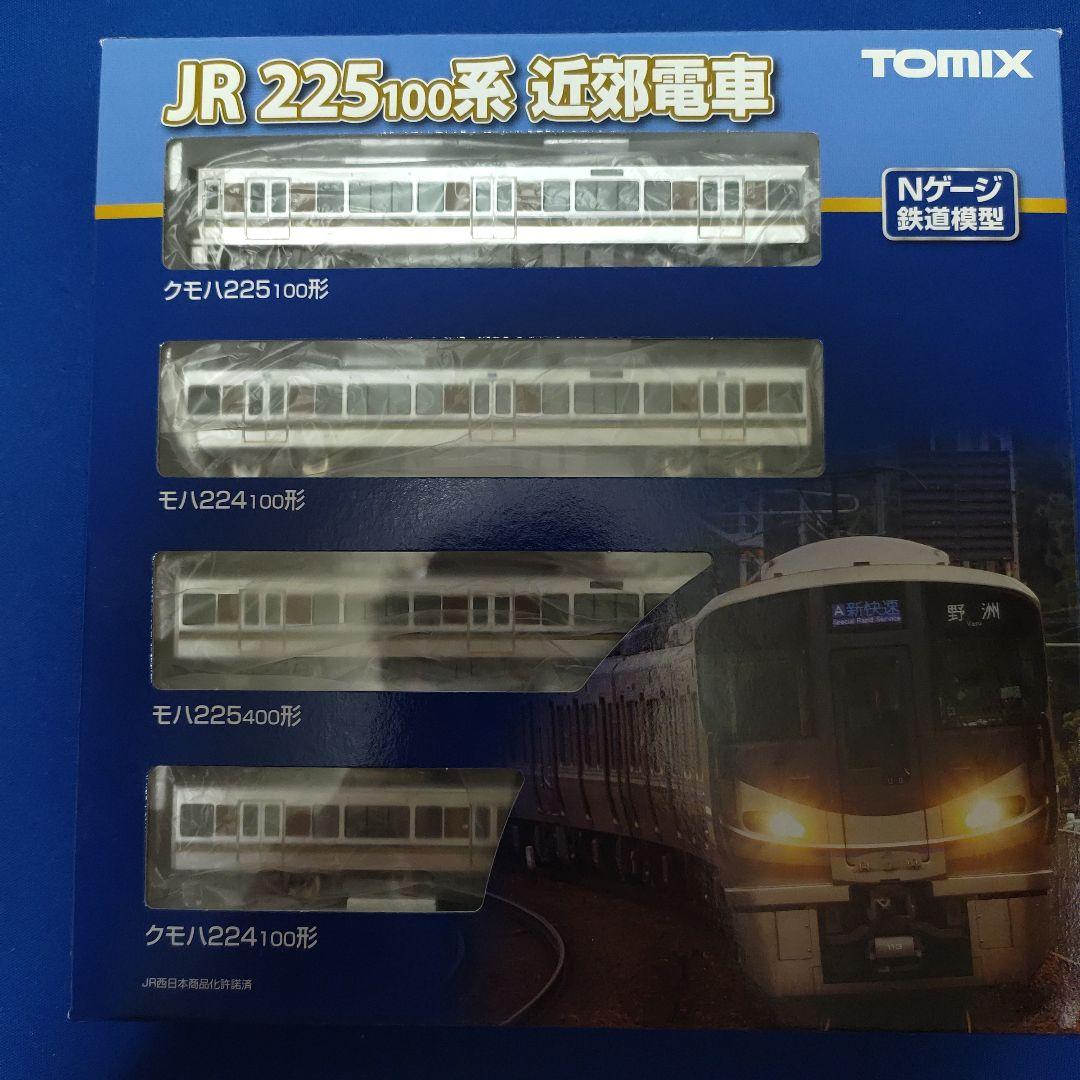 JR 225100系 近郊電車
TOMIX
Nゲージ
鉄道模型
クモハ225100形
モハ224100形
モハ225400形
クモハ224100形
JR西日本商品化許諾済
A新快速
Special Rapid Service
野洲
Yasu
113